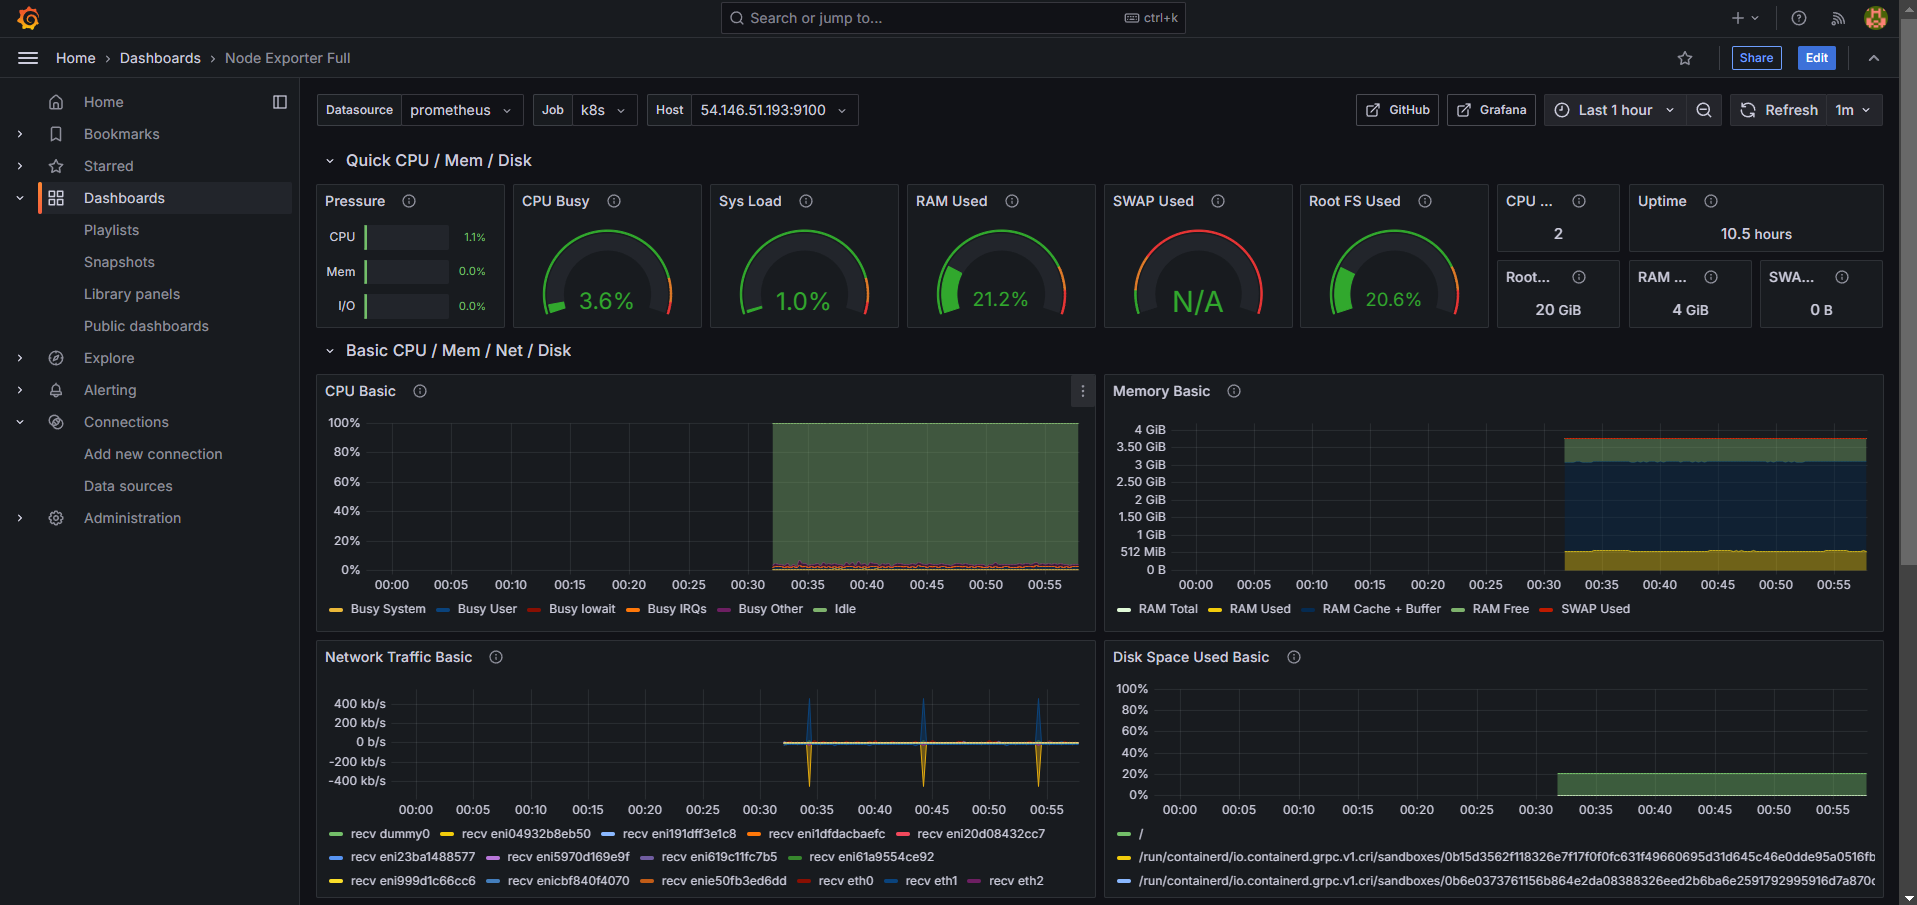 Search or jump to... ctrl+k
Home › Dashboards › Node Exporter Full
Share Edit
Home
Bookmarks
Starred
Dashboards
Playlists
Snapshots
Library panels
Public dashboards
Explore
Alerting
Connections
Add new connection
Data sources
Administration
Datasource prometheus Job k8s Host 54.146.51.193:9100
GitHub Grafana Last 1 hour Refresh 1m
Quick CPU / Mem / Disk
Pressure
CPU 1.1%
Mem 0.0%
I/O 0.0%
CPU Busy
3.6%
Sys Load
1.0%
RAM Used
21.2%
SWAP Used
N/A
Root FS Used
20.6%
CPU ...
2
Uptime
10.5 hours
Root...
20 GiB
RAM ...
4 GiB
SWA...
0 B
Basic CPU / Mem / Net / Disk
CPU Basic
100%
80%
60%
40%
20%
0%
00:00 00:05 00:10 00:15 00:20 00:25 00:30 00:35 00:40 00:45 00:50 00:55
Busy System Busy User Busy Iowait Busy IRQs Busy Other Idle
Memory Basic
4 GiB
3.50 GiB
3 GiB
2.50 GiB
2 GiB
1.50 GiB
1 GiB
512 MiB
0 B
00:00 00:05 00:10 00:15 00:20 00:25 00:30 00:35 00:40 00:45 00:50 00:55
RAM Total RAM Used RAM Cache + Buffer RAM Free SWAP Used
Network Traffic Basic
400 kb/s
200 kb/s
0 b/s
-200 kb/s
-400 kb/s
00:00 00:05 00:10 00:15 00:20 00:25 00:30 00:35 00:40 00:45 00:50 00:55
recv dummy0 recv eni04932b8eb50 recv eni191dff3e1c8 recv eni1dfdacbaefc recv eni20d08432cc7
recv eni23ba1488577 recv eni5970d169e9f recv eni619c11fc7b5 recv eni61a9554ce92
recv eni999d1c66cc6 recv enicbf840f4070 recv enie50fb3ed6dd recv eth0 recv eth1 recv eth2
Disk Space Used Basic
100%
80%
60%
40%
20%
0%
00:00 00:05 00:10 00:15 00:20 00:25 00:30 00:35 00:40 00:45 00:50 00:55
/
/run/containerd/io.containerd.grpc.v1.cri/sandboxes/0b15d3562f118326e7f17f0f0fc631f49660695d31d645c46e0dde95a0516fb
/run/containerd/io.containerd.grpc.v1.cri/sandboxes/0b6e0373761156b864e2da08388326eed2b6ba6e2591792995916d7a870c